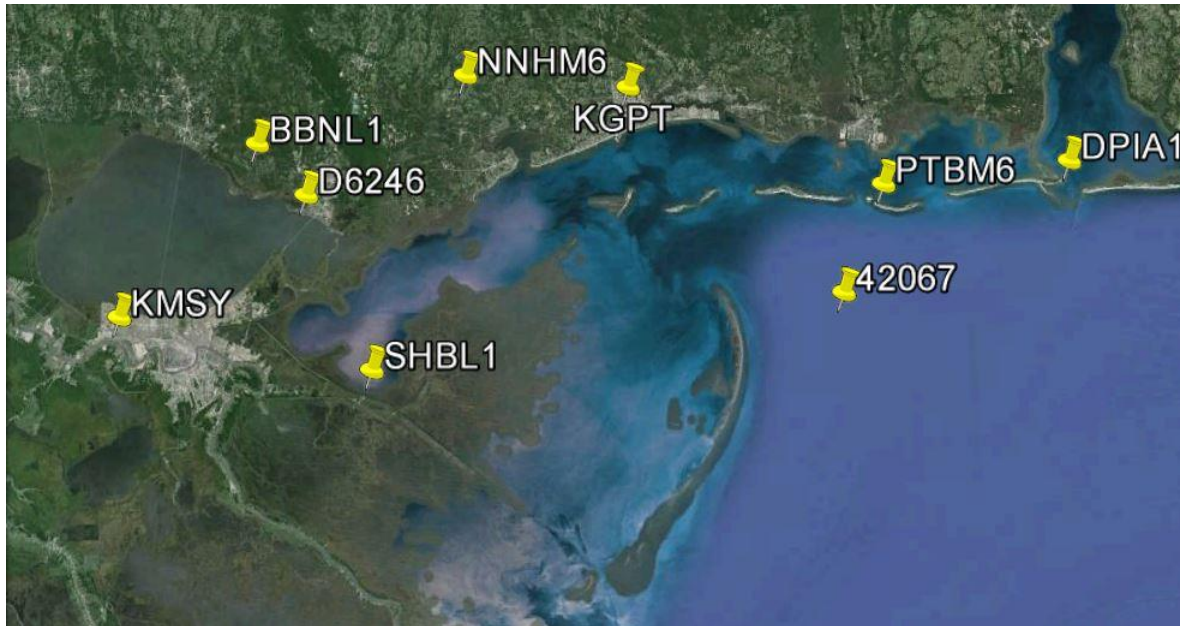 NNHM6
KGPT
BBNL1
DPIA1
PTBM6
D6246
42067
KMSY
SHBL1